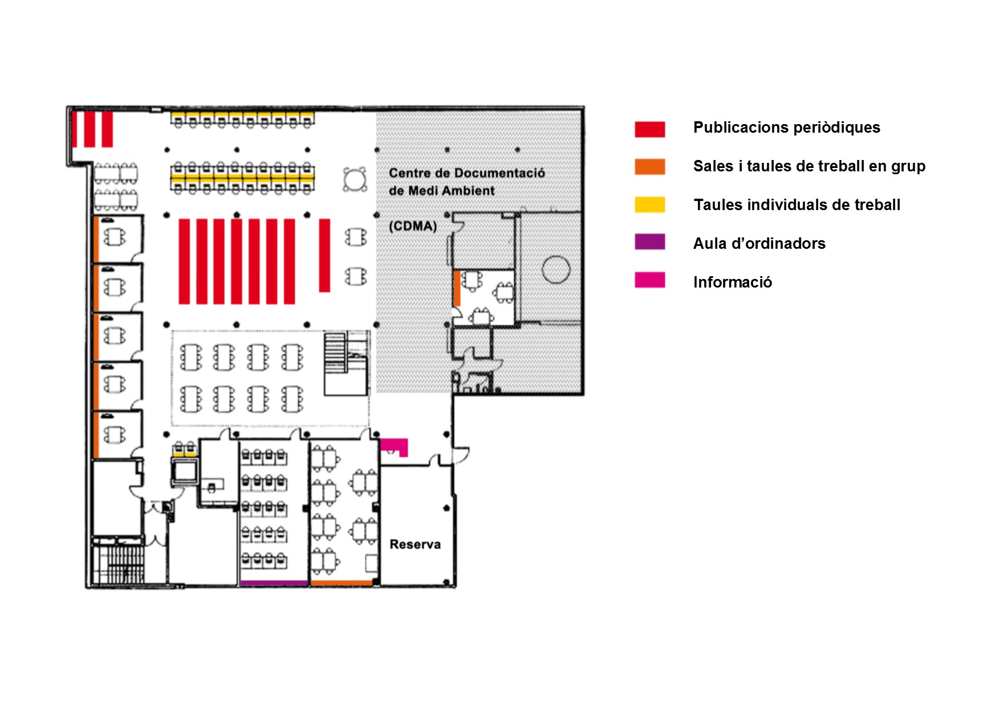 Publicacions periòdiques
Sales i taules de treball en grup
Taules individuals de treball
Aula d’ordinadors
Informació
Centre de Documentació
de Medi Ambient
(CDMA)
Reserva